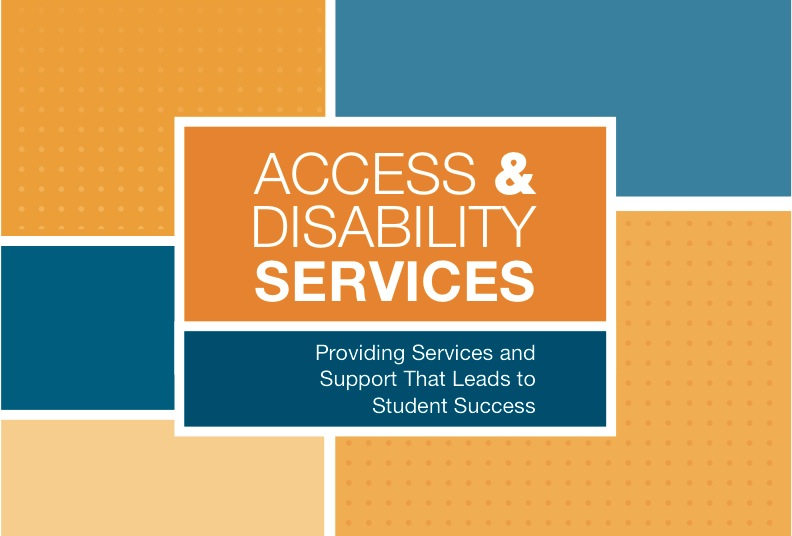 ACCESS &
DISABILITY
SERVICES
Providing Services and
Support That Leads to
Student Success